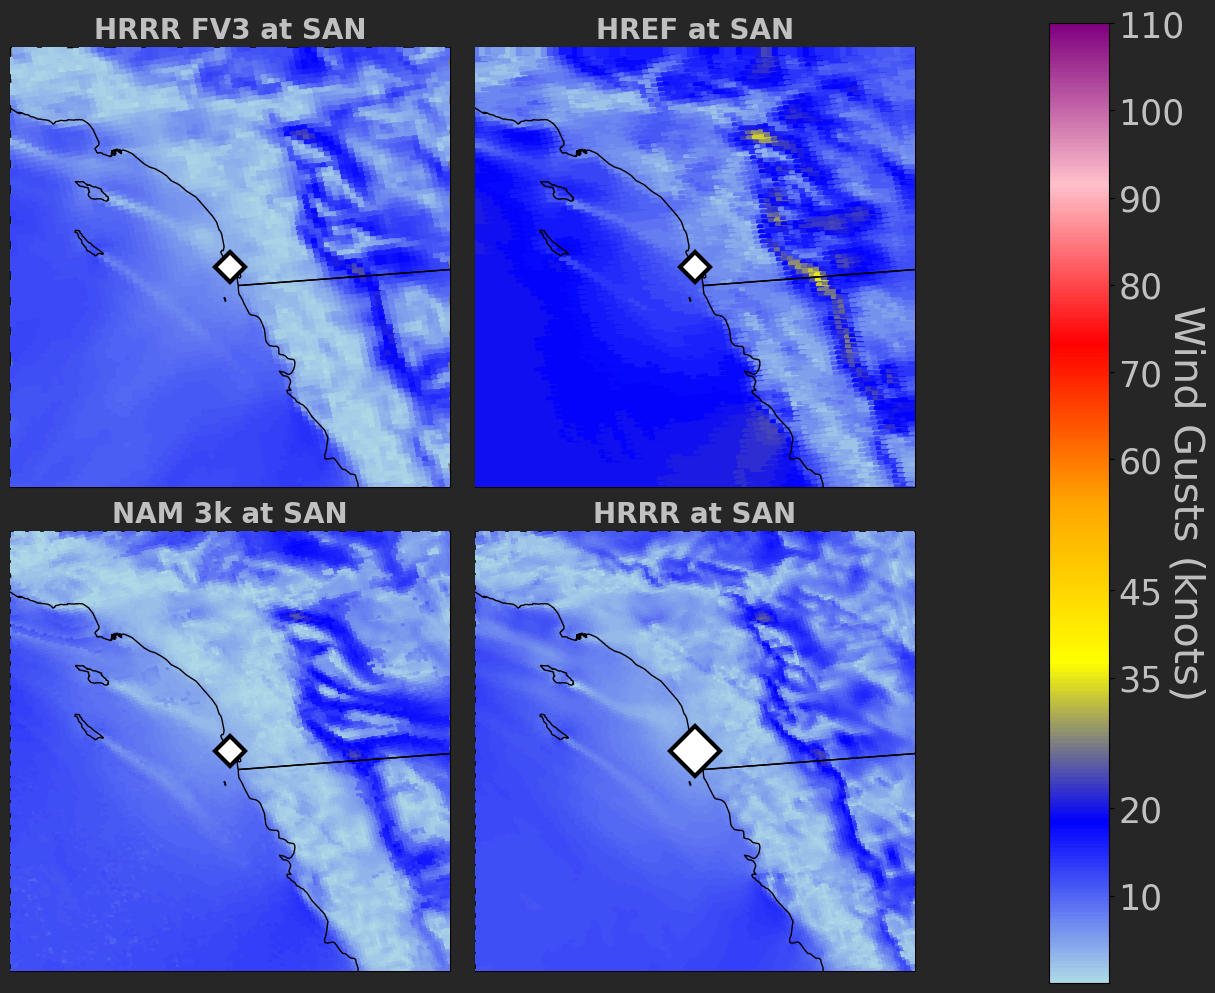 HRRR FV3 at SAN
HREF at SAN
NAM 3k at SAN
HRRR at SAN
110
100
90
80
70
60
45
35
20
10
Wind Gusts (knots)